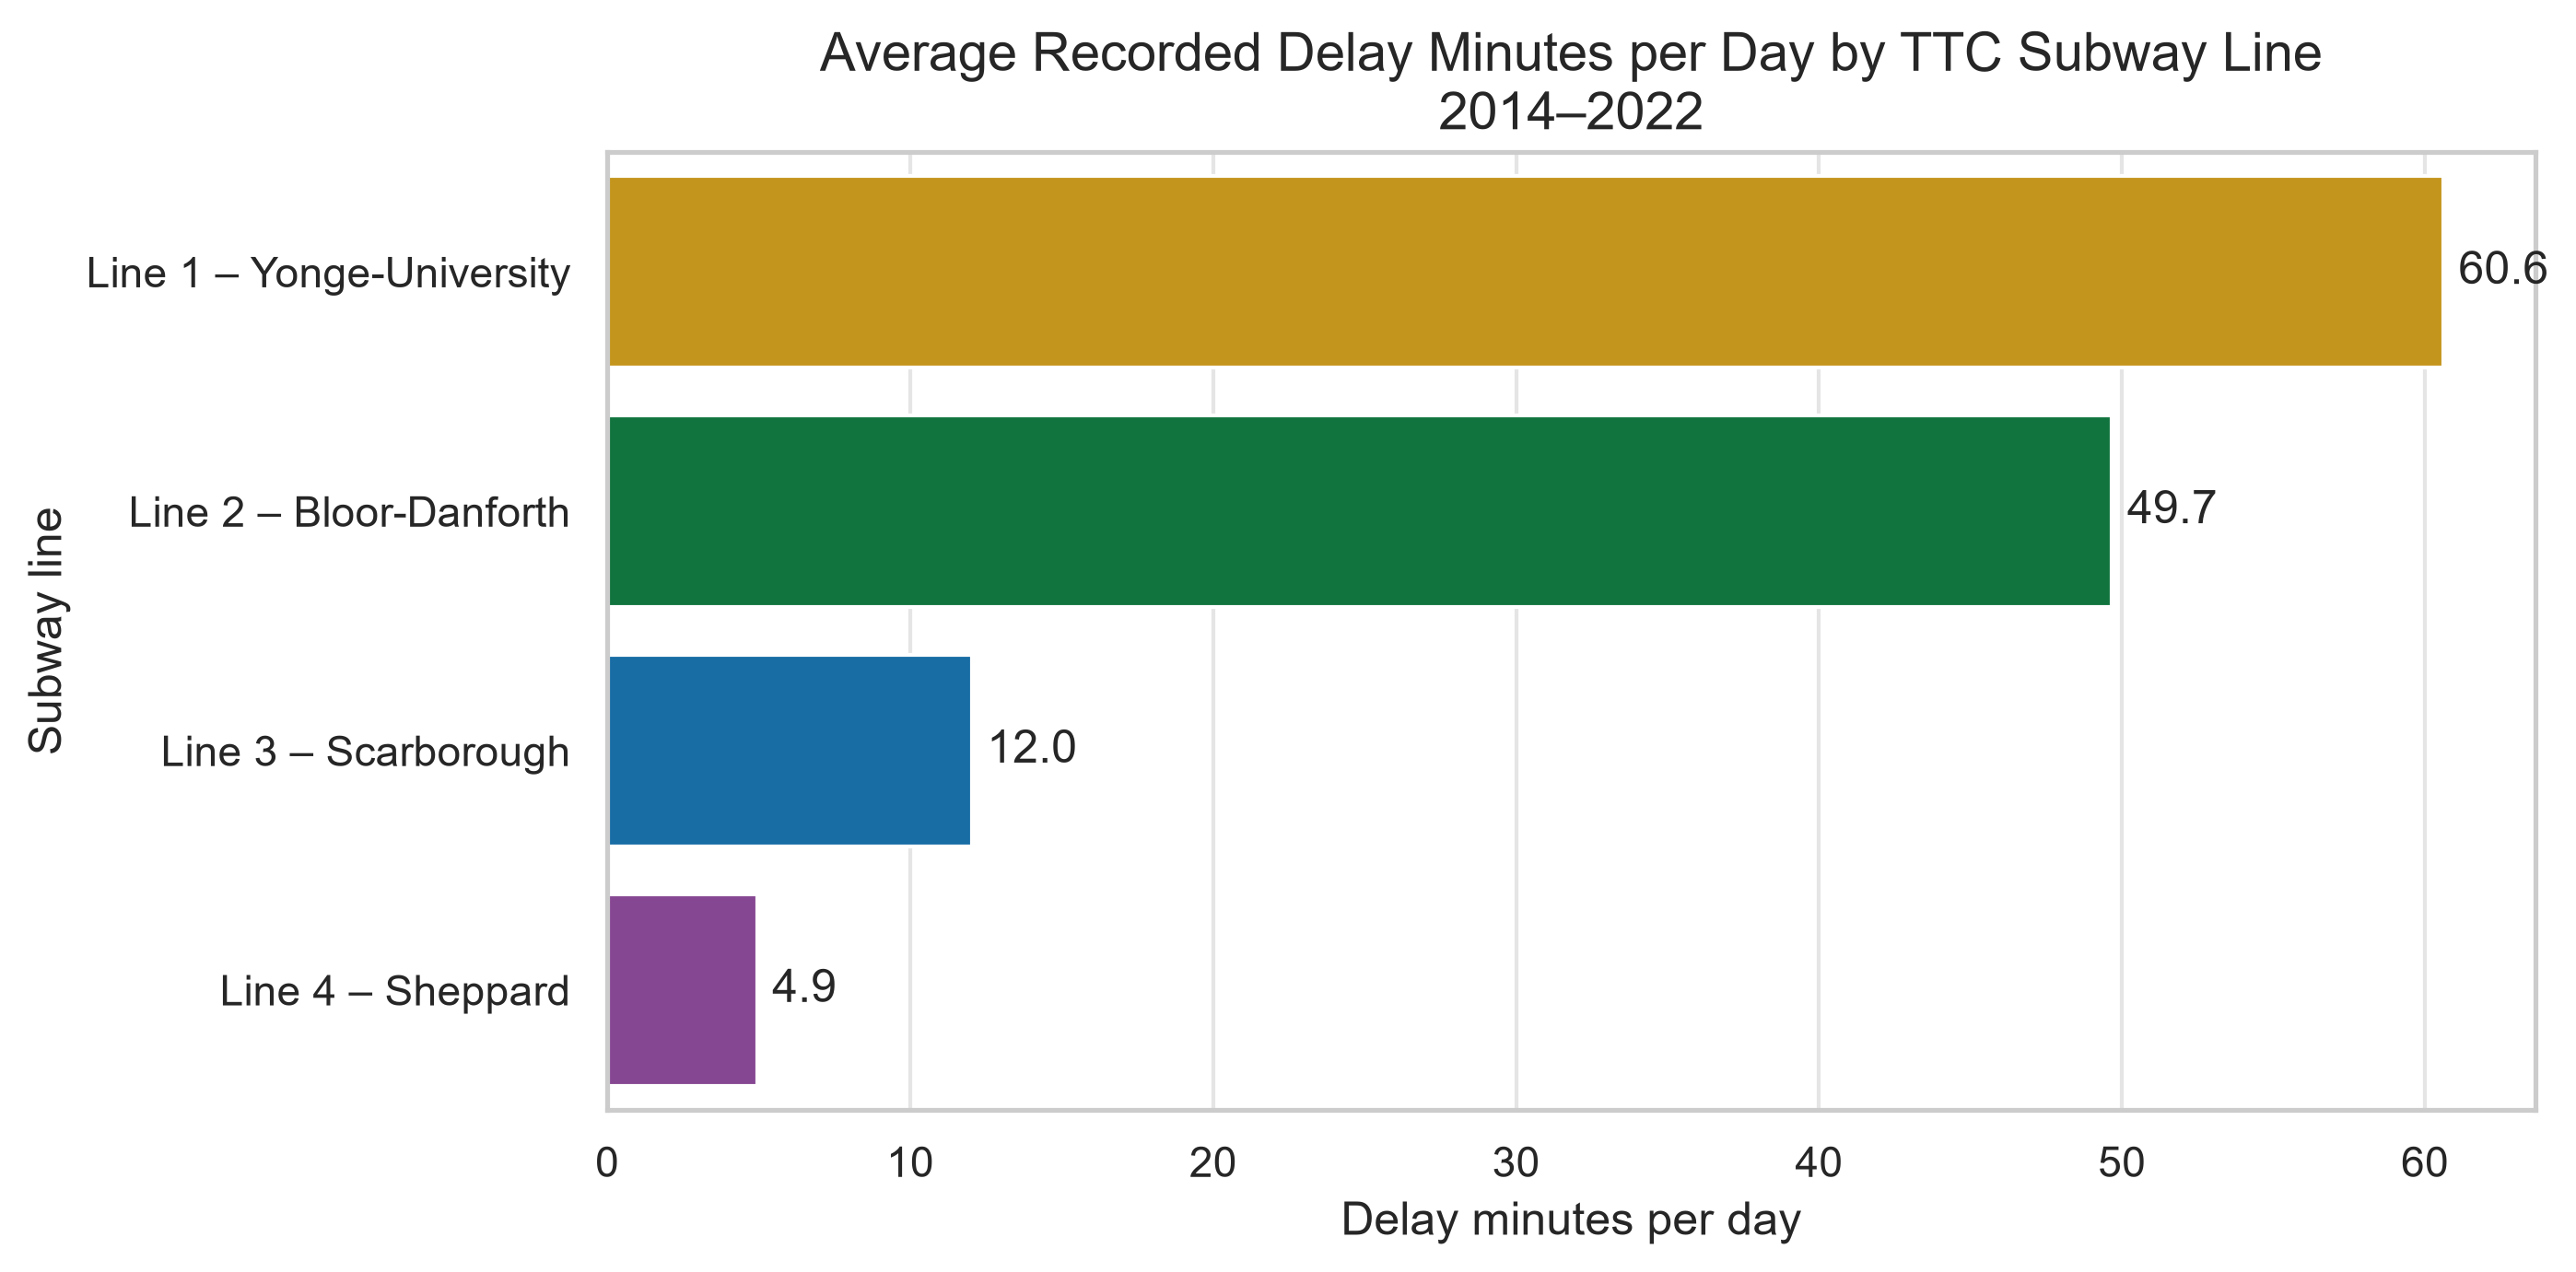 Average Recorded Delay Minutes per Day by TTC Subway Line
2014–2022
Subway line
Line 1 – Yonge-University
60.6
Line 2 – Bloor-Danforth
49.7
Line 3 – Scarborough
12.0
Line 4 – Sheppard
4.9
0 10 20 30 40 50 60
Delay minutes per day